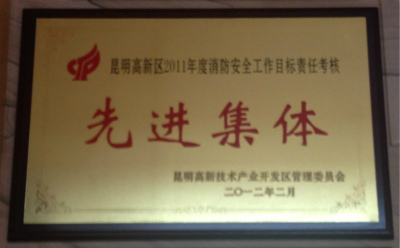 昆明高新区2011年度消防安全工作目标责任考核
先进集体
昆明高新技术产业开发区管理委员会
二〇一二年二月